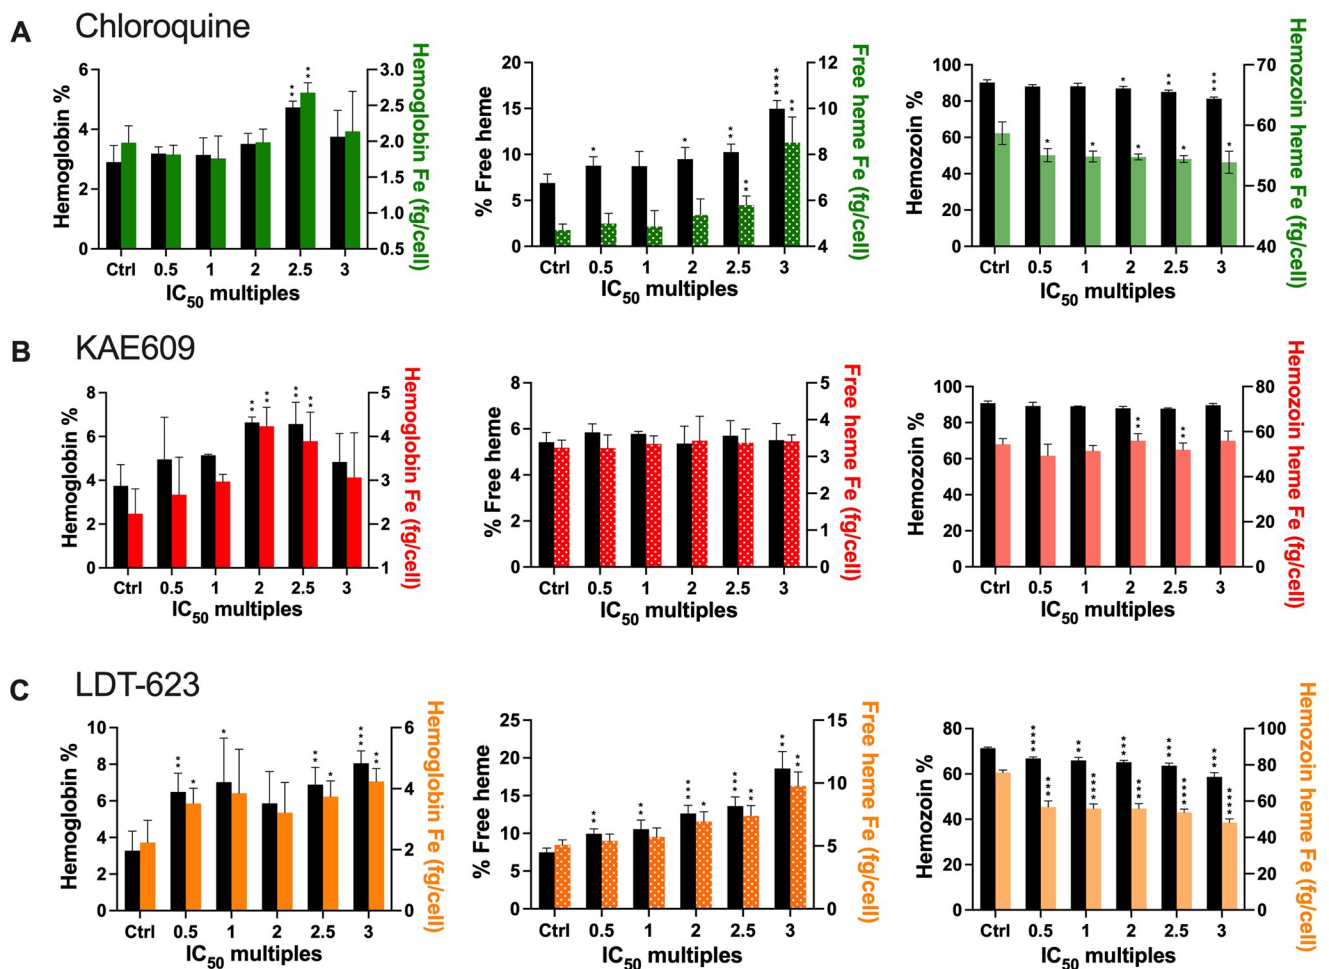 A Chloroquine
Hemoglobin %
6
4
2
0
** **
3.0
2.5
2.0
1.5
1.0
0.5
Hemoglobin Fe (fg/cell)
Ctrl 0.5 1 2 2.5 3
IC50 multiples
% Free heme
20
15
10
5
0
* * ** ** **** **
12
10
8
6
4
Free heme Fe (fg/cell)
Ctrl 0.5 1 2 2.5 3
IC50 multiples
Hemozoin %
100
80
60
40
20
0
* ** ***
* * * * *
70
60
50
40
Hemozoin heme Fe (fg/cell)
Ctrl 0.5 1 2 2.5 3
IC50 multiples
B KAE609
Hemoglobin %
8
6
4
2
0
** ** ** **
5
4
3
2
1
Hemoglobin Fe (fg/cell)
Ctrl 0.5 1 2 2.5 3
IC50 multiples
% Free heme
8
6
4
2
0
5
4
3
2
1
0
Free heme Fe (fg/cell)
Ctrl 0.5 1 2 2.5 3
IC50 multiples
Hemozoin %
100
80
60
40
20
0
** **
80
60
40
20
0
Hemozoin heme Fe (fg/cell)
Ctrl 0.5 1 2 2.5 3
IC50 multiples
C LDT-623
Hemoglobin %
10
8
6
4
2
0
** * * ** * *** **
6
4
2
0
Hemoglobin Fe (fg/cell)
Ctrl 0.5 1 2 2.5 3
IC50 multiples
% Free heme
25
20
15
10
5
0
** ** *** * *** ** ** **
15
10
5
0
Free heme Fe (fg/cell)
Ctrl 0.5 1 2 2.5 3
IC50 multiples
Hemozoin %
80
60
40
20
0
**** ** *** *** ***
*** **** *** **** ****
100
80
60
40
20
0
Hemozoin heme Fe (fg/cell)
Ctrl 0.5 1 2 2.5 3
IC50 multiples